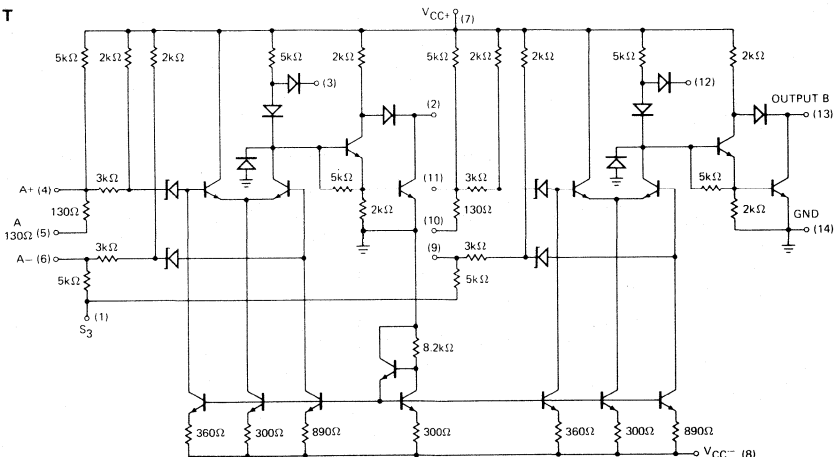 T
VCC+ (7)
5kΩ 2kΩ 2kΩ 5kΩ 2kΩ 5kΩ 2kΩ 2kΩ 5kΩ 2kΩ
(3) (12)
OUTPUT B
(2) (13)
A+ (4) 3kΩ 5kΩ (11) 3kΩ 5kΩ
130Ω 2kΩ 130Ω 2kΩ
A
130Ω (5) (10) GND
(14)
A− (6) 3kΩ (9) 3kΩ
5kΩ 5kΩ
(1)
S3
8.2kΩ
360Ω 300Ω 890Ω 300Ω 360Ω 300Ω 890Ω
VCC− (8)